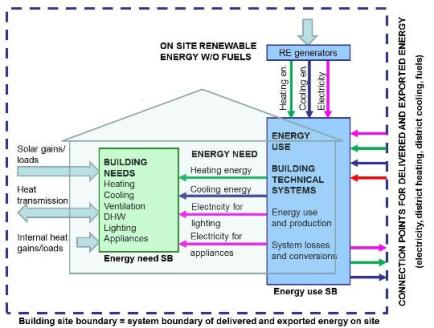 ON SITE RENEWABLE
ENERGY W/O FUELS
RE generators
Heating en.
Cooling en.
Electricity
Solar gains/
loads
Heat
transmission
Internal heat
gains/loads
BUILDING
NEEDS
Heating
Cooling
Ventilation
DHW
Lighting
Appliances
Energy need SB
ENERGY NEED
Heating energy
Cooling energy
Electricity for
lighting
Electricity for
appliances
ENERGY
USE
BUILDING
TECHNICAL
SYSTEMS
Energy use
and production
System losses
and conversions
Energy use SB
CONNECTION POINTS FOR DELIVERED AND EXPORTED ENERGY
(electricity, district heating, district cooling, fuels)
Building site boundary = system boundary of delivered and exported energy on site